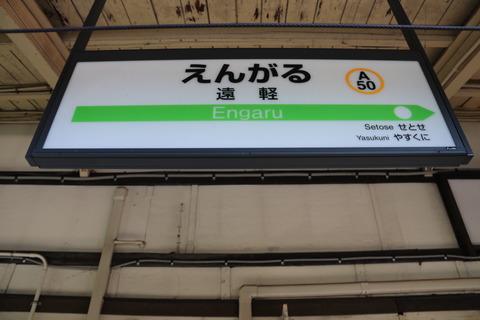 えんがる
遠軽
A
50
Engaru
Setose せとせ
Yasukuni やすくに